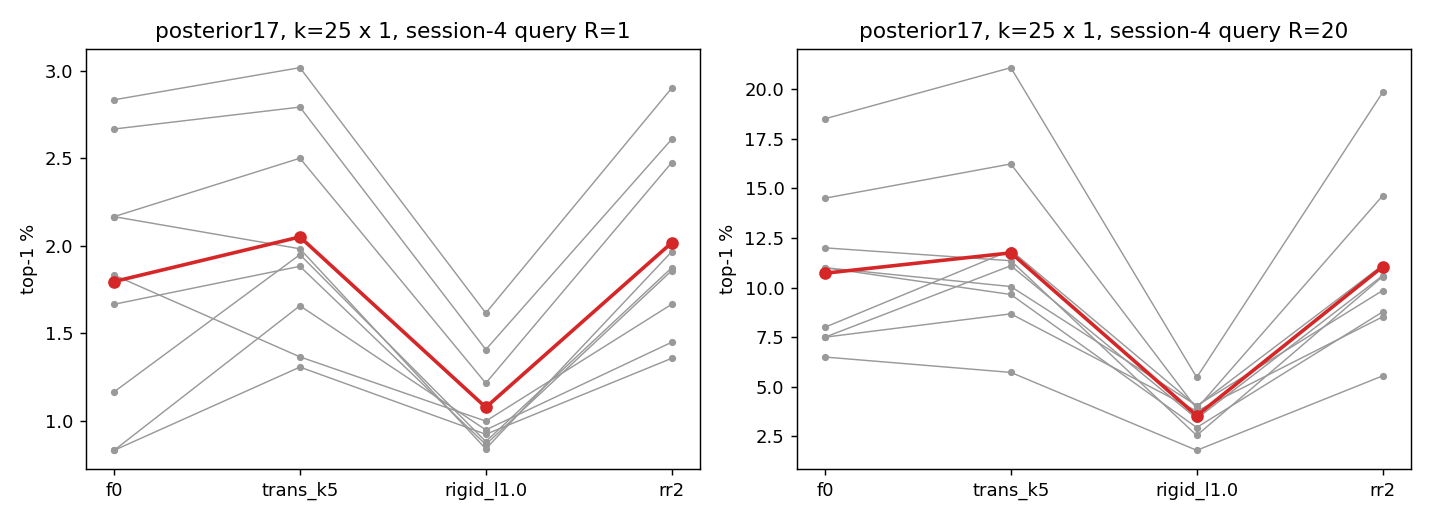 posterior17, k=25 x 1, session-4 query R=1
top-1 %
3.0
2.5
2.0
1.5
1.0
f0
trans_k5
rigid_l1.0
rr2
posterior17, k=25 x 1, session-4 query R=20
top-1 %
20.0
17.5
15.0
12.5
10.0
7.5
5.0
2.5
f0
trans_k5
rigid_l1.0
rr2